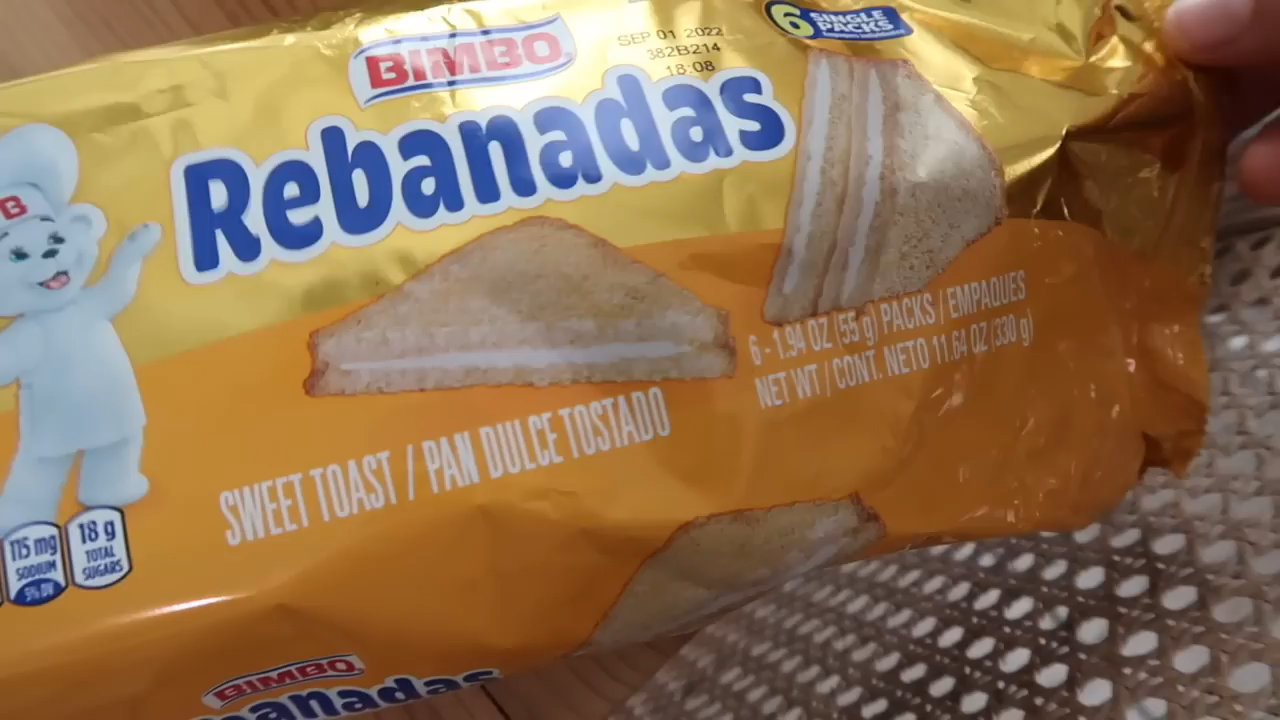 BIMBO
SEP 01 2022
382B214
18:08
6 SINGLE
PACKS
Rebanadas
B
6 - 1.94 OZ (55 g) PACKS / EMPAQUES
NET WT / CONT. NETO 11.64 OZ (330 g)
SWEET TOAST / PAN DULCE TOSTADO
115 mg
SODIUM
5% DV
18 g
TOTAL
SUGARS
BIMBO
anadas